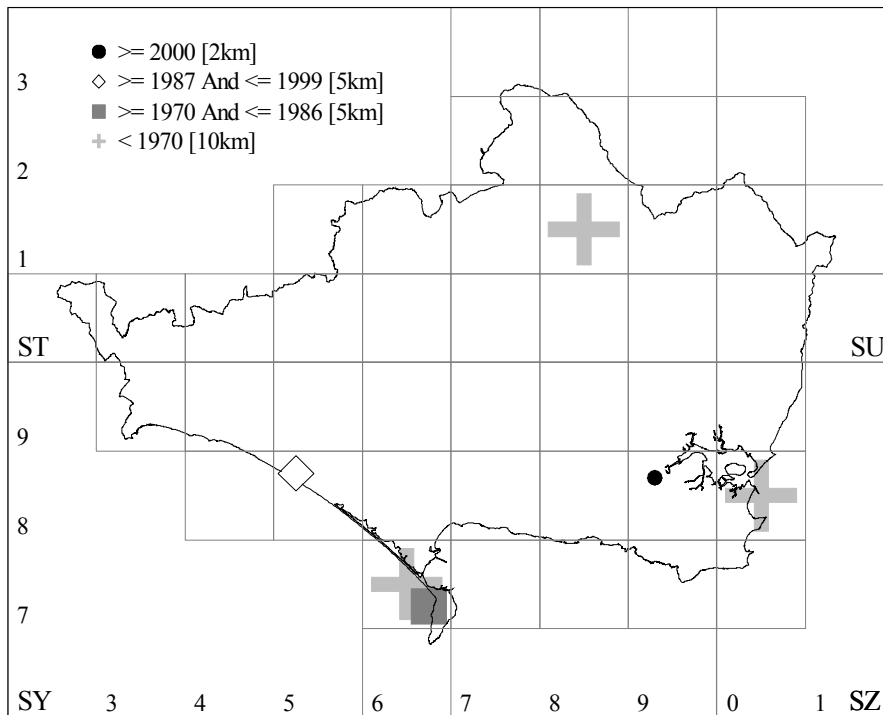 >= 2000 [2km]
>= 1987 And <= 1999 [5km]
>= 1970 And <= 1986 [5km]
< 1970 [10km]
3
2
1
ST SU
9
8
7
SY 3 4 5 6 7 8 9 0 1 SZ